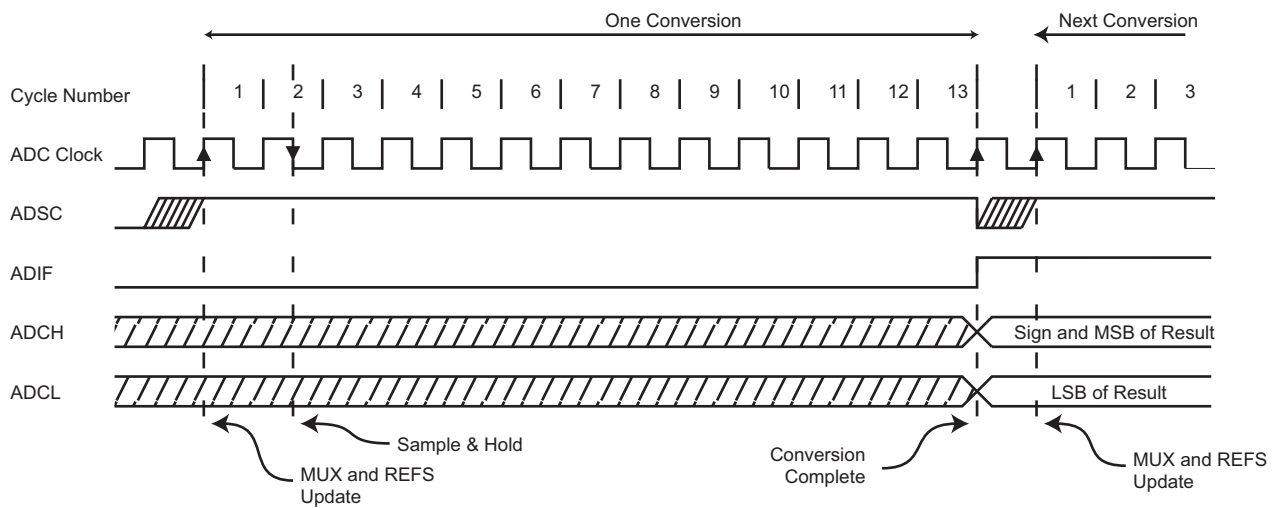 One Conversion
Next Conversion
Cycle Number
1 2 3 4 5 6 7 8 9 10 11 12 13 1 2 3
ADC Clock
ADSC
ADIF
ADCH
Sign and MSB of Result
ADCL
LSB of Result
Sample & Hold
MUX and REFS
Update
Conversion
Complete
MUX and REFS
Update